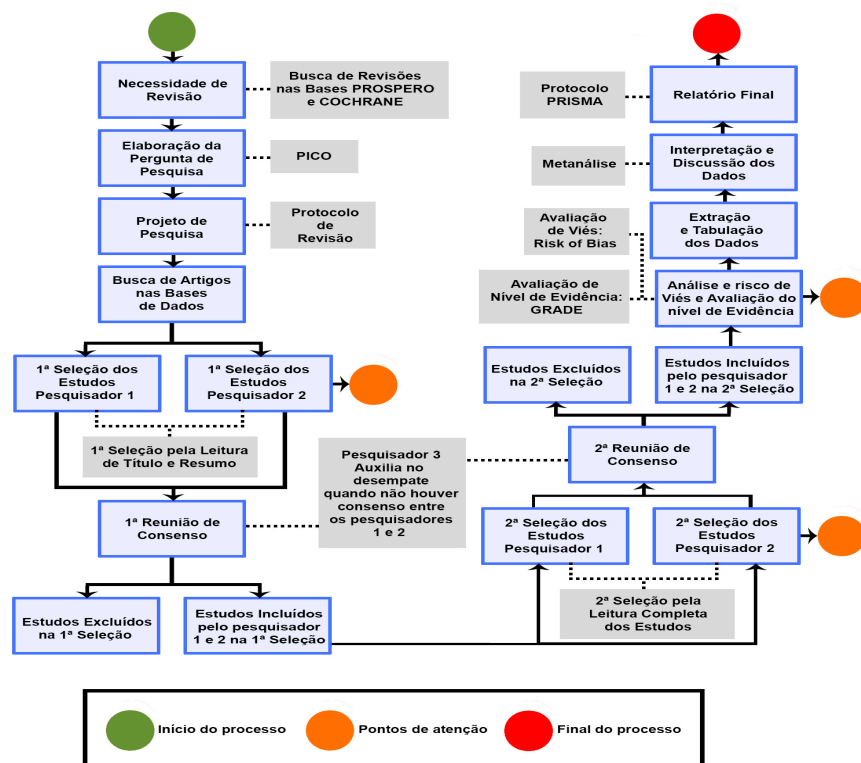 Necessidade de
Revisão
Busca de Revisões
nas Bases PROSPERO
e COCHRANE
Elaboração da
Pergunta de
Pesquisa
PICO
Projeto de
Pesquisa
Protocolo
de
Revisão
Busca de Artigos
nas Bases
de Dados
1ª Seleção dos
Estudos
Pesquisador 1
1ª Seleção dos
Estudos
Pesquisador 2
1ª Seleção pela Leitura
de Título e Resumo
1ª Reunião de
Consenso
Pesquisador 3
Auxilia no
desempate
quando não houver
consenso entre
os pesquisadores
1 e 2
Estudos Excluídos
na 1ª Seleção
Estudos Incluídos
pelo pesquisador
1 e 2 na 1ª Seleção
2ª Seleção dos
Estudos
Pesquisador 1
2ª Seleção dos
Estudos
Pesquisador 2
2ª Seleção pela
Leitura Completa
dos Estudos
2ª Reunião de
Consenso
Estudos Excluídos
na 2ª Seleção
Estudos Incluídos
pelo pesquisador
1 e 2 na 2ª Seleção
Análise e risco de
Viés e Avaliação do
nível de Evidência
Avaliação de
Nível de Evidência:
GRADE
Avaliação
de Viés:
Risk of Bias
Extração
e Tabulação
dos Dados
Metanálise
Interpretação e
Discussão dos
Dados
Protocolo
PRISMA
Relatório Final
Início do processo
Pontos de atenção
Final do processo